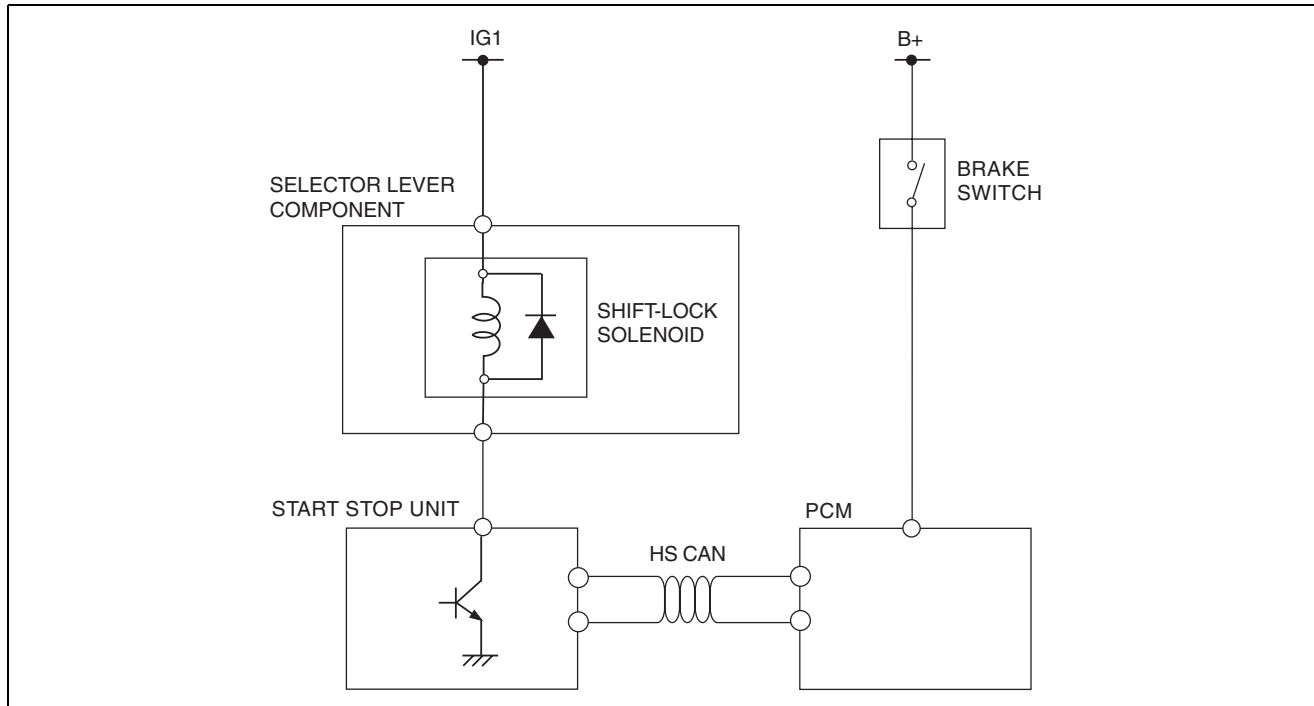 IG1
B+
BRAKE
SWITCH
SELECTOR LEVER
COMPONENT
SHIFT-LOCK
SOLENOID
START STOP UNIT
HS CAN
PCM